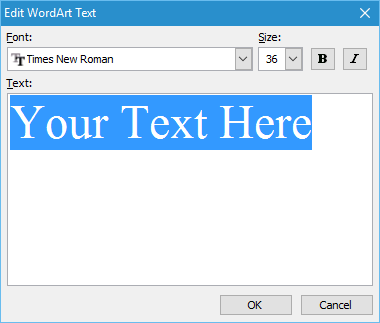 Edit WordArt Text
Font: Size:
Times New Roman 36 B I
Text:
Your Text Here
OK Cancel